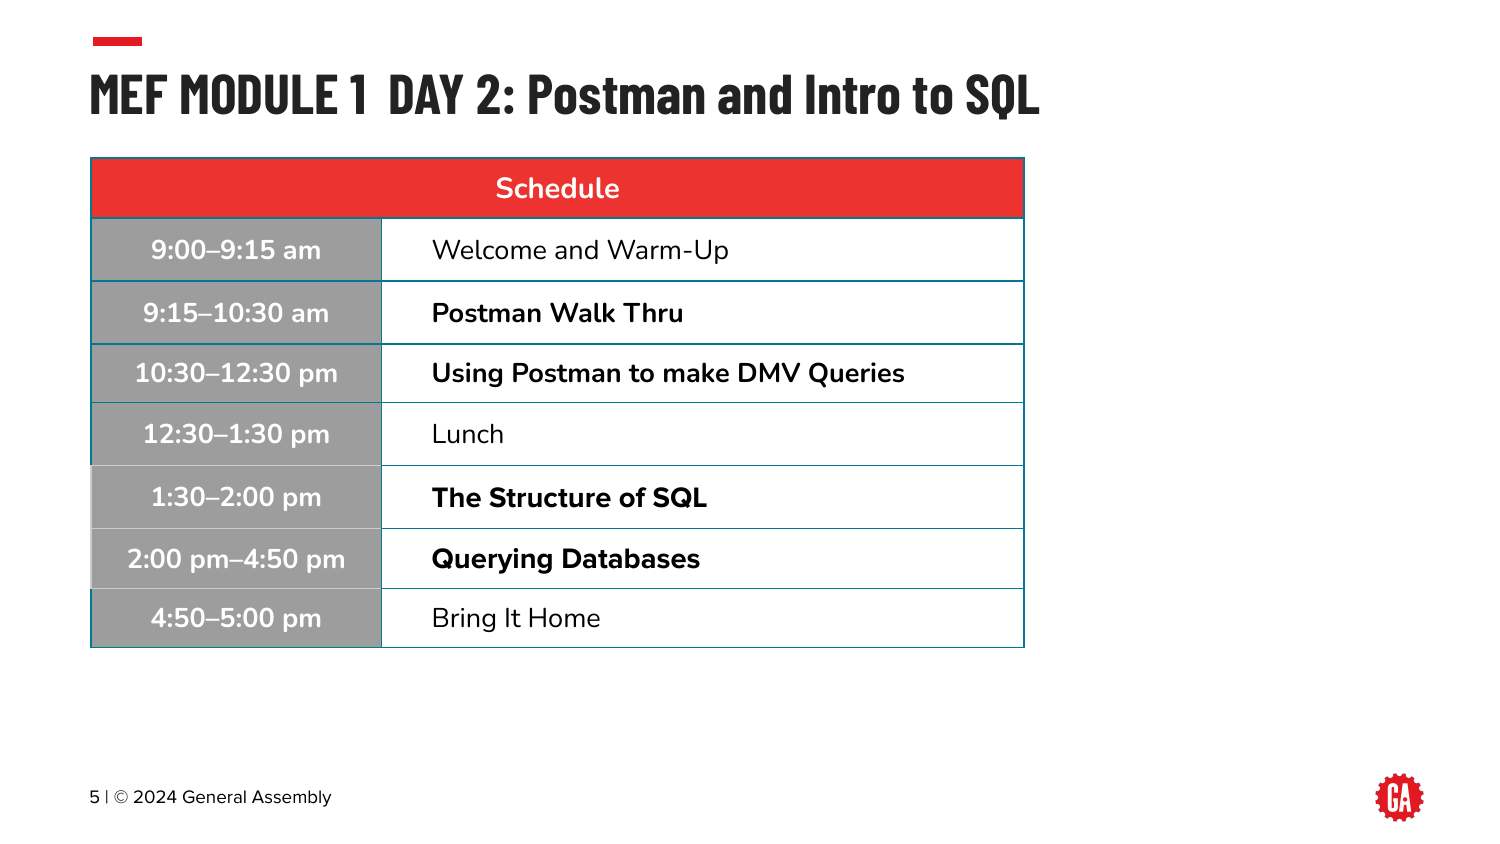 MEF MODULE 1 DAY 2: Postman and Intro to SQL
Schedule
9:00–9:15 am Welcome and Warm-Up
9:15–10:30 am Postman Walk Thru
10:30–12:30 pm Using Postman to make DMV Queries
12:30–1:30 pm Lunch
1:30–2:00 pm The Structure of SQL
2:00 pm–4:50 pm Querying Databases
4:50–5:00 pm Bring It Home
5 | © 2024 General Assembly
GA